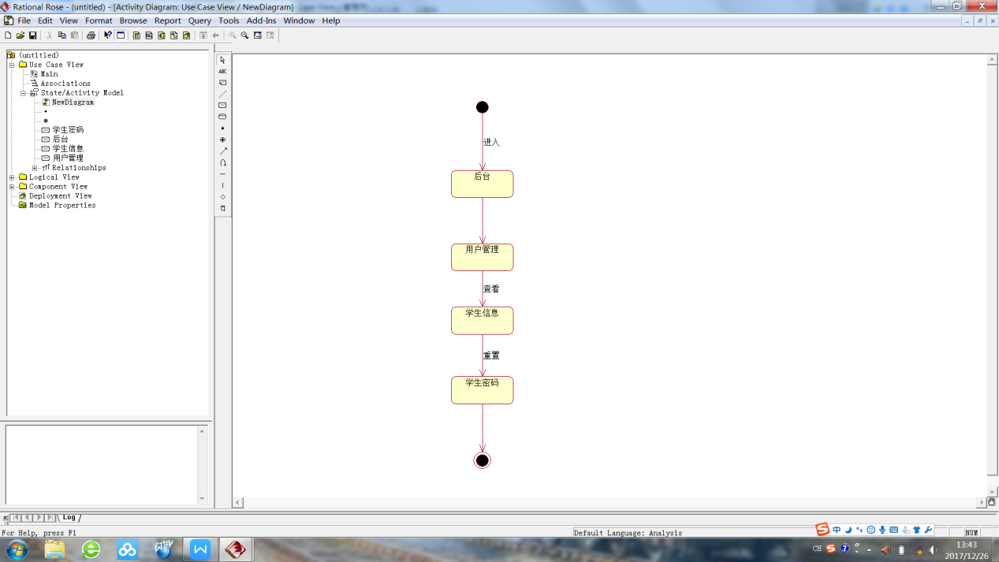 Rational Rose - (untitled) - [Activity Diagram: Use Case View / NewDiagram]
File Edit View Format Browse Report Query Tools Add-Ins Window Help
(untitled)
Use Case View
Main
Associations
State/Activity Model
NewDiagram
学生密码
后台
学生信息
用户管理
Relationships
Logical View
Component View
Deployment View
Model Properties
ABC
进入
后台
用户管理
查看
学生信息
重置
学生密码
Log
For Help, press F1
Default Language: Analysis
NUM
中
CH
13:43
2017/12/26